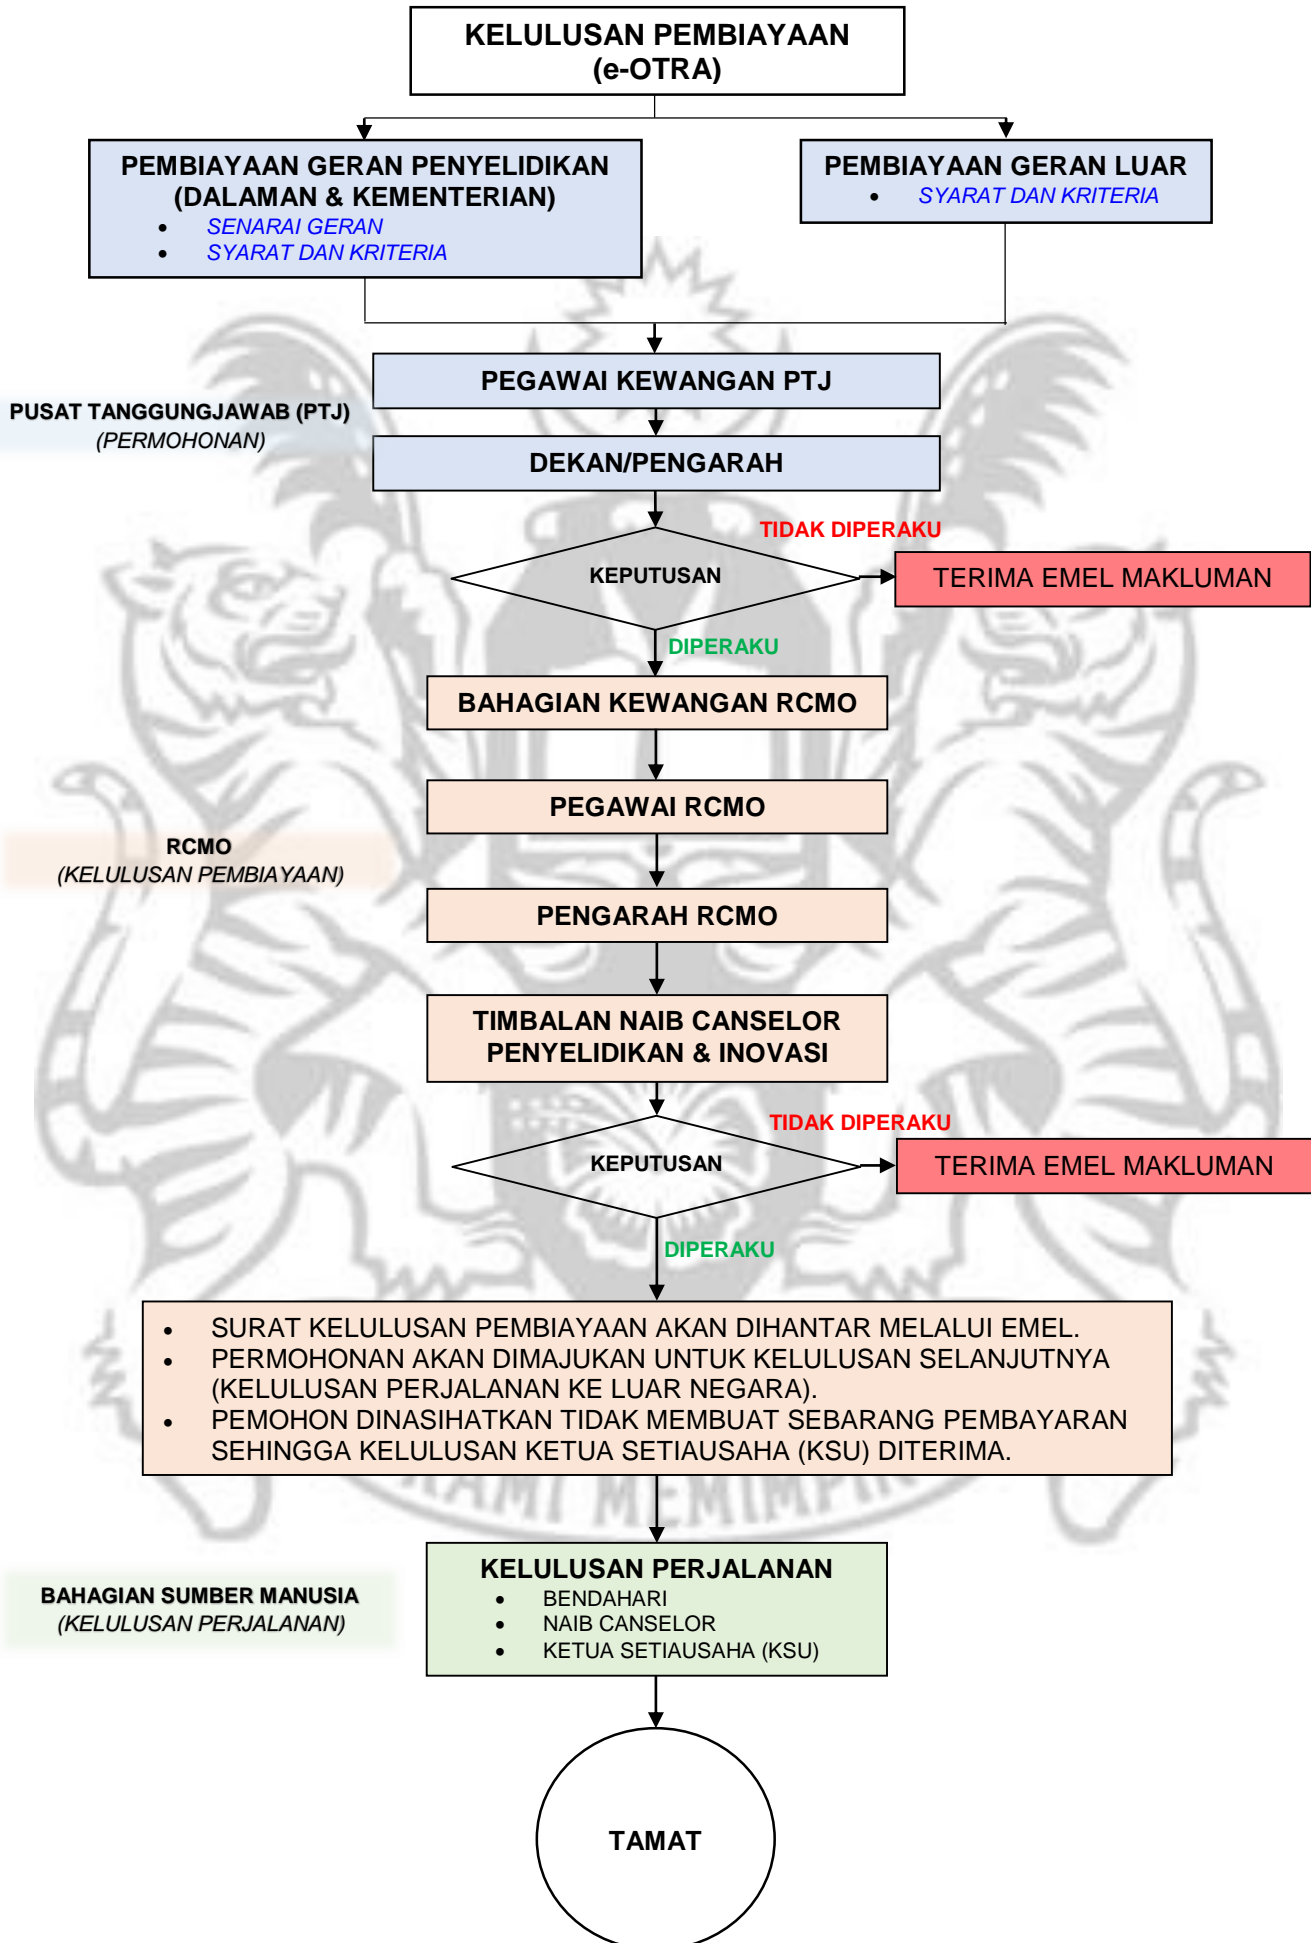 KELULUSAN PEMBIAYAAN
(e-OTRA)
PEMBIAYAAN GERAN PENYELIDIKAN
(DALAMAN & KEMENTERIAN)
• SENARAI GERAN
• SYARAT DAN KRITERIA
PEMBIAYAAN GERAN LUAR
• SYARAT DAN KRITERIA
PEGAWAI KEWANGAN PTJ
PUSAT TANGGUNGJAWAB (PTJ)
(PERMOHONAN)
DEKAN/PENGARAH
TIDAK DIPERAKU
KEPUTUSAN
TERIMA EMEL MAKLUMAN
DIPERAKU
BAHAGIAN KEWANGAN RCMO
PEGAWAI RCMO
RCMO
(KELULUSAN PEMBIAYAAN)
PENGARAH RCMO
TIMBALAN NAIB CANSELOR
PENYELIDIKAN & INOVASI
TIDAK DIPERAKU
KEPUTUSAN
TERIMA EMEL MAKLUMAN
DIPERAKU
• SURAT KELULUSAN PEMBIAYAAN AKAN DIHANTAR MELALUI EMEL.
• PERMOHONAN AKAN DIMAJUKAN UNTUK KELULUSAN SELANJUTNYA
(KELULUSAN PERJALANAN KE LUAR NEGARA).
• PEMOHON DINASIHATKAN TIDAK MEMBUAT SEBARANG PEMBAYARAN
SEHINGGA KELULUSAN KETUA SETIAUSAHA (KSU) DITERIMA.
KAMI MEMIMPIN
KELULUSAN PERJALANAN
• BENDAHARI
• NAIB CANSELOR
• KETUA SETIAUSAHA (KSU)
BAHAGIAN SUMBER MANUSIA
(KELULUSAN PERJALANAN)
TAMAT